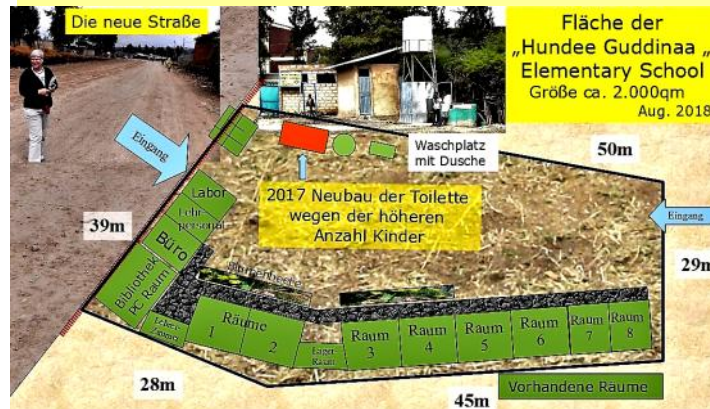 Die neue Straße
Fläche der
„Hundee Guddinaa „
Elementary School
Größe ca. 2.000qm
Aug. 2018
Eingang
Waschplatz
mit Dusche
50m
Labor
Lehr-
personal
Büro
Bibliothek
PC Raum
39m
2017 Neubau der Toilette
wegen der höheren
Anzahl Kinder
Eingang
29m
Blumenbeete
Räume
1
2
Lager
Raum
Raum
3
Raum
4
Raum
5
Raum
6
Raum
7
Raum
8
28m
45m
Vorhandene Räume